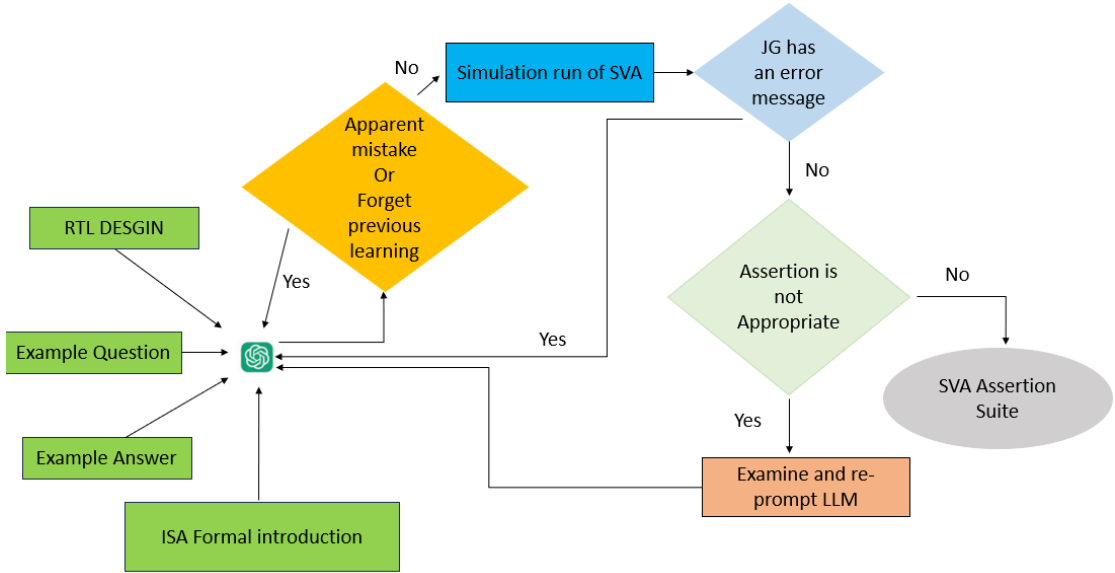 No
Simulation run of SVA
JG has
an error
message
Apparent
mistake
Or
Forget
previous
learning
No
RTL DESGIN
Yes
Assertion is
not
Appropriate
No
Example Question
Yes
SVA Assertion
Suite
Yes
Example Answer
Examine and re-
prompt LLM
ISA Formal introduction